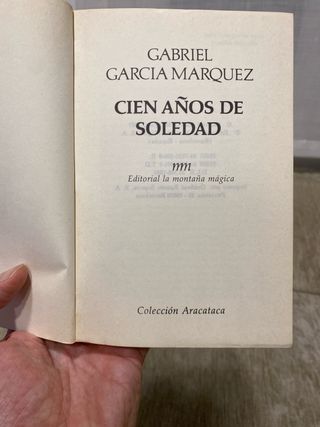 GABRIEL
GARCIA MARQUEZ
CIEN AÑOS DE
SOLEDAD
mm
Editorial la montaña mágica
Colección Aracataca